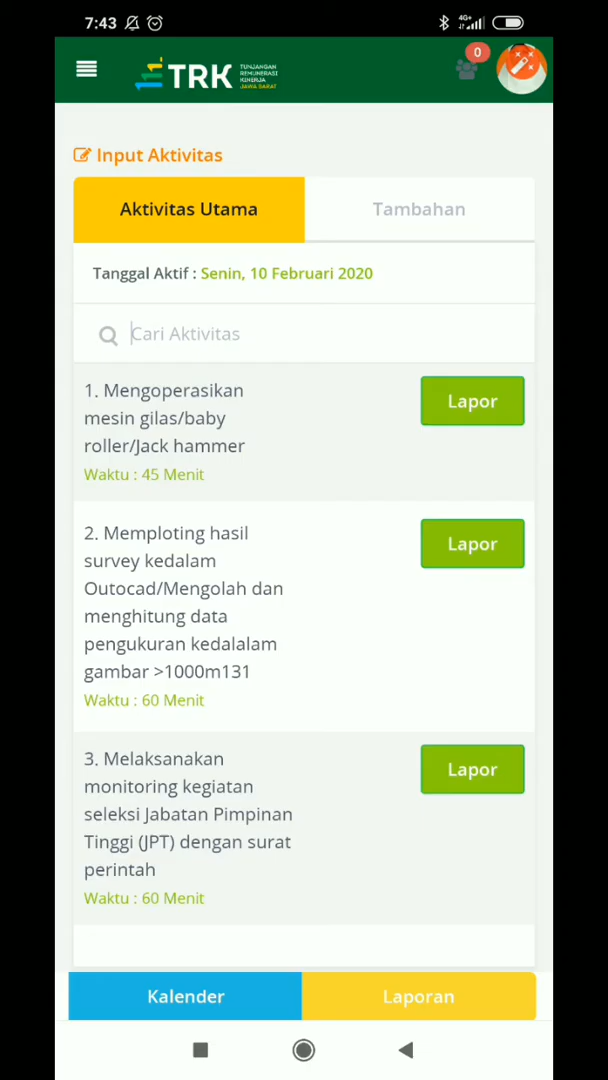 7:43
4G+
0
TRK
TUNJANGAN
REMUNERASI
KINERJA
JAWA BARAT
Input Aktivitas
Aktivitas Utama
Tambahan
Tanggal Aktif : Senin, 10 Februari 2020
Cari Aktivitas
1. Mengoperasikan
mesin gilas/baby
roller/Jack hammer
Waktu : 45 Menit
Lapor
2. Memploting hasil
survey kedalam
Outocad/Mengolah dan
menghitung data
pengukuran kedalalam
gambar >1000m131
Waktu : 60 Menit
Lapor
3. Melaksanakan
monitoring kegiatan
seleksi Jabatan Pimpinan
Tinggi (JPT) dengan surat
perintah
Waktu : 60 Menit
Lapor
Kalender
Laporan